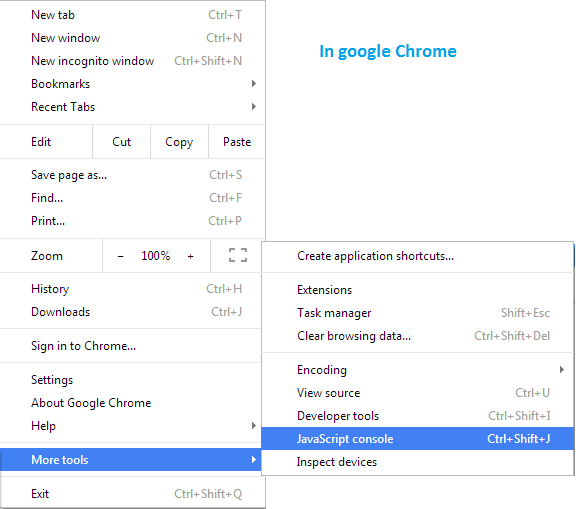 New tab Ctrl+T
New window Ctrl+N
New incognito window Ctrl+Shift+N
Bookmarks
Recent Tabs
Edit Cut Copy Paste
Save page as... Ctrl+S
Find... Ctrl+F
Print... Ctrl+P
Zoom − 100% +
History Ctrl+H
Downloads Ctrl+J
Sign in to Chrome...
Settings
About Google Chrome
Help
More tools
Exit Ctrl+Shift+Q
In google Chrome
Create application shortcuts...
Extensions
Task manager Shift+Esc
Clear browsing data... Ctrl+Shift+Del
Encoding
View source Ctrl+U
Developer tools Ctrl+Shift+I
JavaScript console Ctrl+Shift+J
Inspect devices